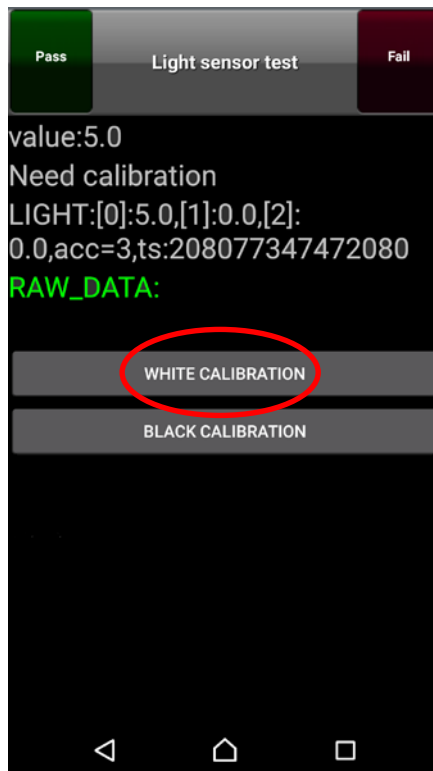 Pass
Light sensor test
Fail
value:5.0
Need calibration
LIGHT:[0]:5.0,[1]:0.0,[2]:
0.0,acc=3,ts:208077347472080
RAW_DATA:
WHITE CALIBRATION
BLACK CALIBRATION